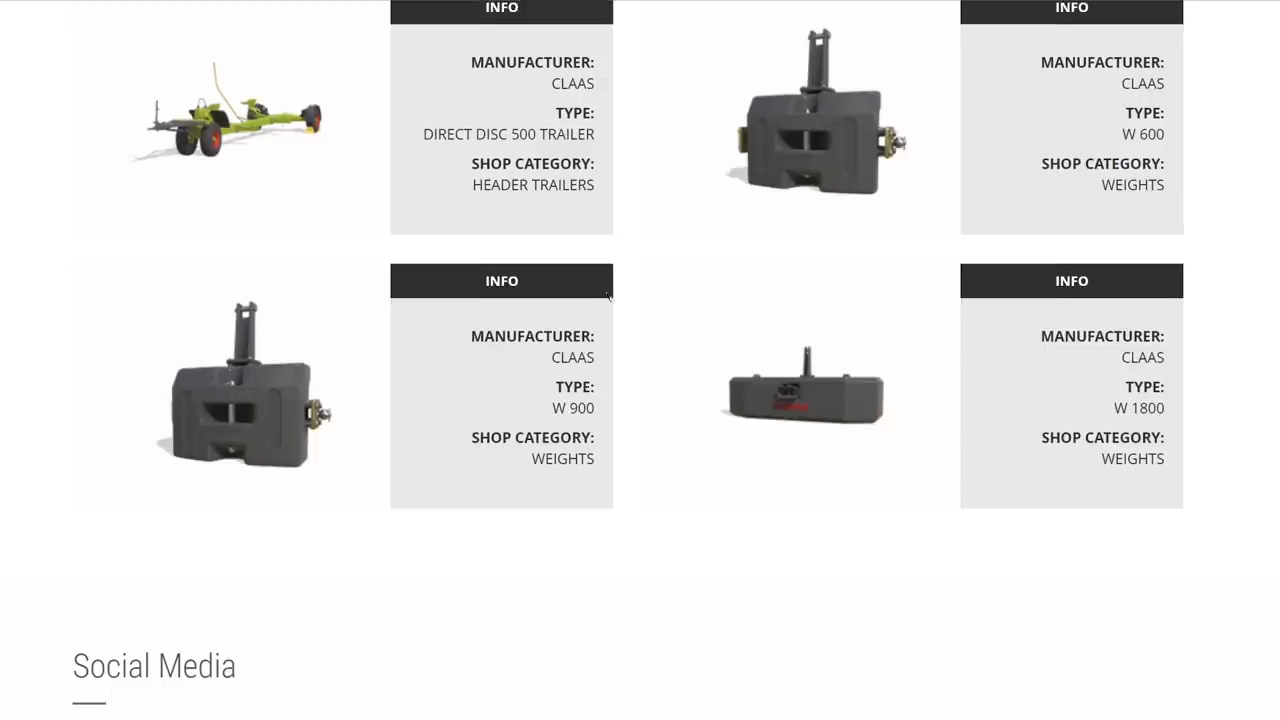 INFO
MANUFACTURER:
CLAAS
TYPE:
DIRECT DISC 500 TRAILER
SHOP CATEGORY:
HEADER TRAILERS
INFO
MANUFACTURER:
CLAAS
TYPE:
W 600
SHOP CATEGORY:
WEIGHTS
INFO
MANUFACTURER:
CLAAS
TYPE:
W 900
SHOP CATEGORY:
WEIGHTS
INFO
MANUFACTURER:
CLAAS
TYPE:
W 1800
SHOP CATEGORY:
WEIGHTS
Social Media